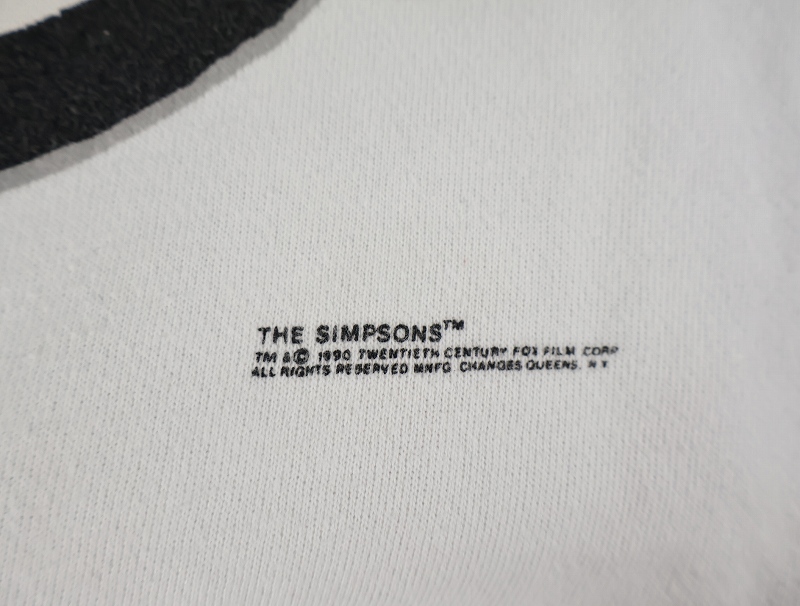 THE SIMPSONS™
TM & © 1990 TWENTIETH CENTURY FOX FILM CORP
ALL RIGHTS RESERVED MNFG CHANGES QUEENS, N Y